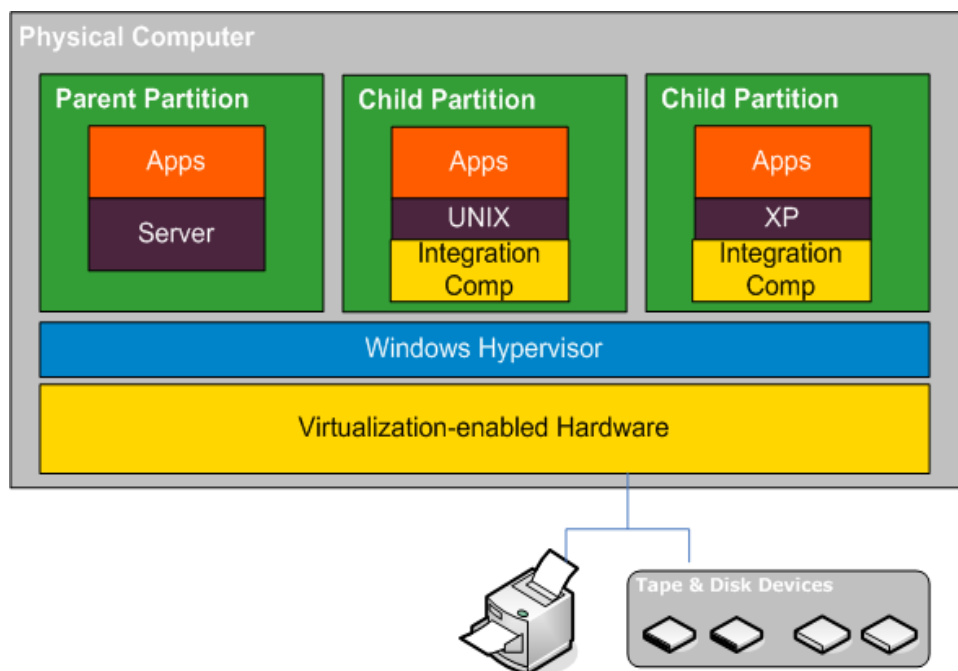 Physical Computer
Parent Partition
Apps
Server
Child Partition
Apps
UNIX
Integration
Comp
Child Partition
Apps
XP
Integration
Comp
Windows Hypervisor
Virtualization-enabled Hardware
Tape & Disk Devices